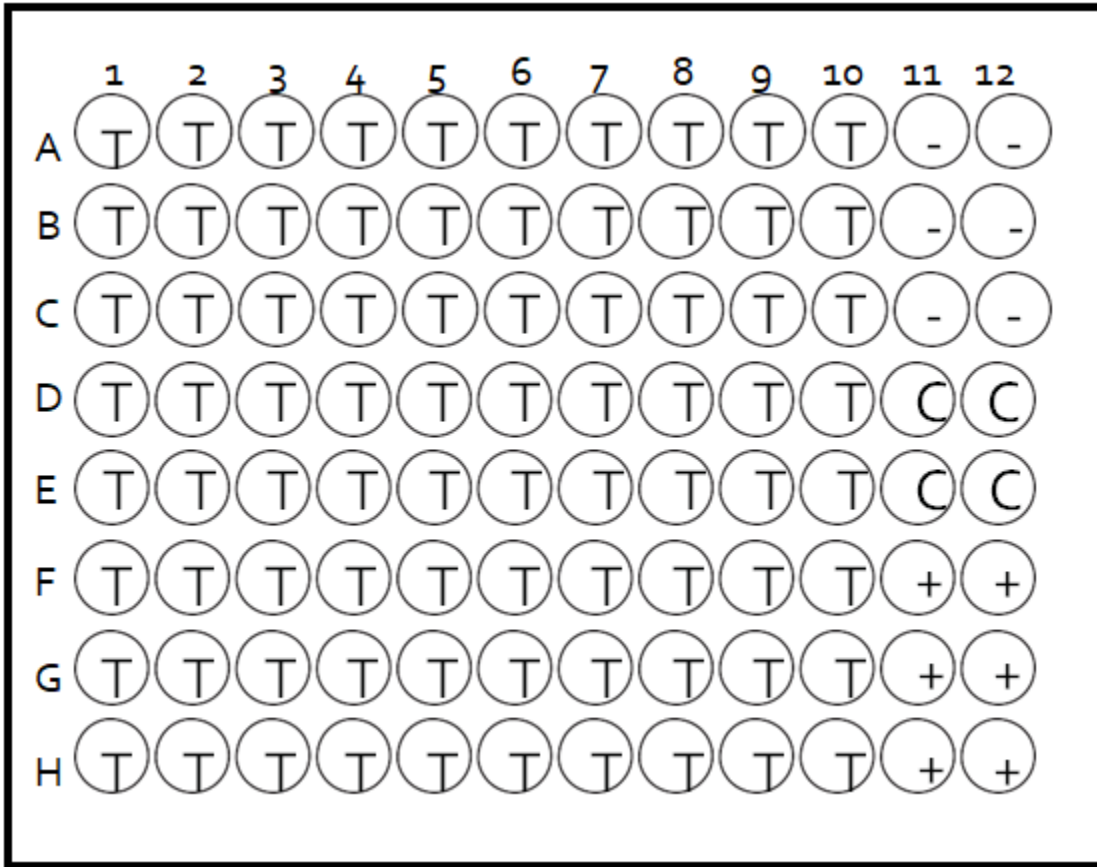 1 2 3 4 5 6 7 8 9 10 11 12
A T T T T T T T T T T - -
B T T T T T T T T T T - -
C T T T T T T T T T T - -
D T T T T T T T T T T C C
E T T T T T T T T T T C C
F T T T T T T T T T T + +
G T T T T T T T T T T + +
H T T T T T T T T T T + +